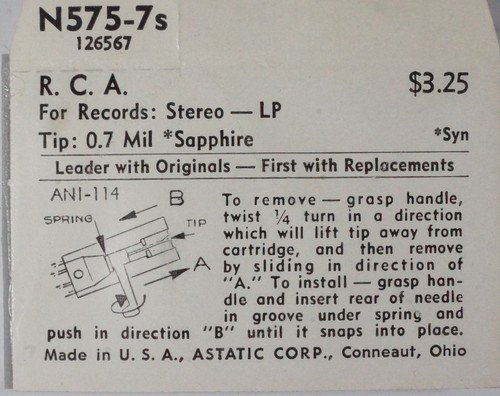 N575-7s
126567
R. C. A.
$3.25
For Records: Stereo — LP
Tip: 0.7 Mil *Sapphire
*Syn
Leader with Originals — First with Replacements
AN1-114
B
SPRING
TIP
A
To remove — grasp handle,
twist ¼ turn in a direction
which will lift tip away from
cartridge, and then remove
by sliding in direction of
"A." To install — grasp han-
dle and insert rear of needle
in groove under spring and
push in direction "B" until it snaps into place.
Made in U. S. A., ASTATIC CORP., Conneaut, Ohio